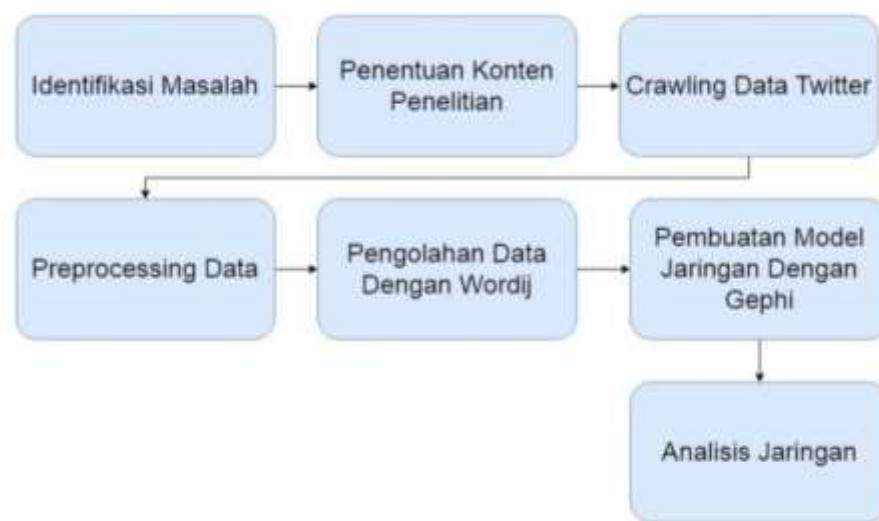 Identifikasi Masalah
Penentuan Konten
Penelitian
Crawling Data Twitter
Preprocessing Data
Pengolahan Data
Dengan Wordij
Pembuatan Model
Jaringan Dengan
Gephi
Analisis Jaringan